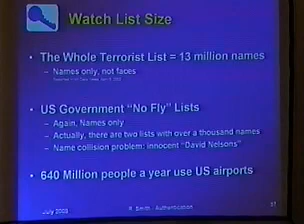 Watch List Size
• The Whole Terrorist List = 13 million names
– Names only, not faces
• US Government "No Fly" Lists
– Again, Names only
– Actually, there are two lists with over a thousand names
– Name collision problem: innocent "David Nelsons"
• 640 Million people a year use US airports
July 2003
R. Smith - Authentication
37